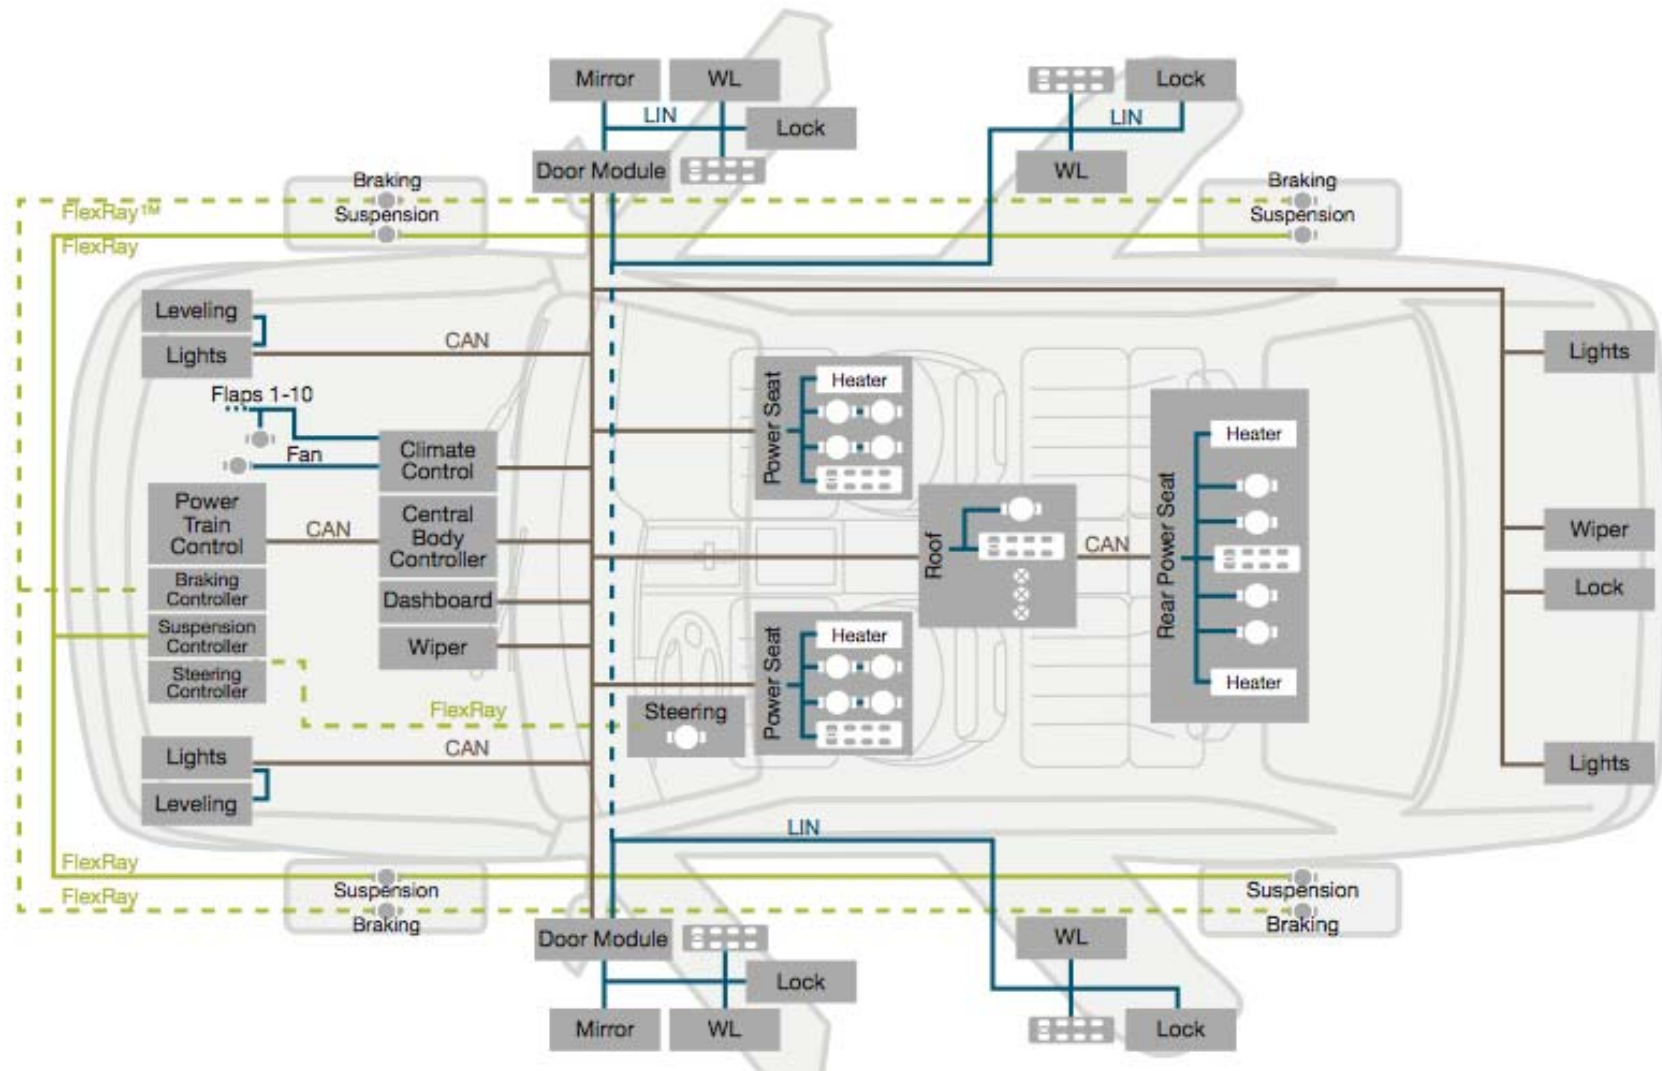 Mirror
WL
Lock
LIN
Lock
LIN
Door Module
WL
Braking
Suspension
Braking
Suspension
FlexRay™
FlexRay
Leveling
Lights
CAN
Lights
Flaps 1-10
Fan
Climate
Control
Power Seat
Heater
Heater
Power
Train
Control
CAN
Central
Body
Controller
Roof
CAN
Rear Power Seat
Wiper
Braking
Controller
Dashboard
Lock
Suspension
Controller
Wiper
Power Seat
Heater
Steering
Controller
Heater
FlexRay
Steering
Lights
CAN
Lights
Leveling
LIN
FlexRay
FlexRay
Suspension
Braking
Suspension
Braking
Door Module
WL
Lock
Mirror
WL
Lock